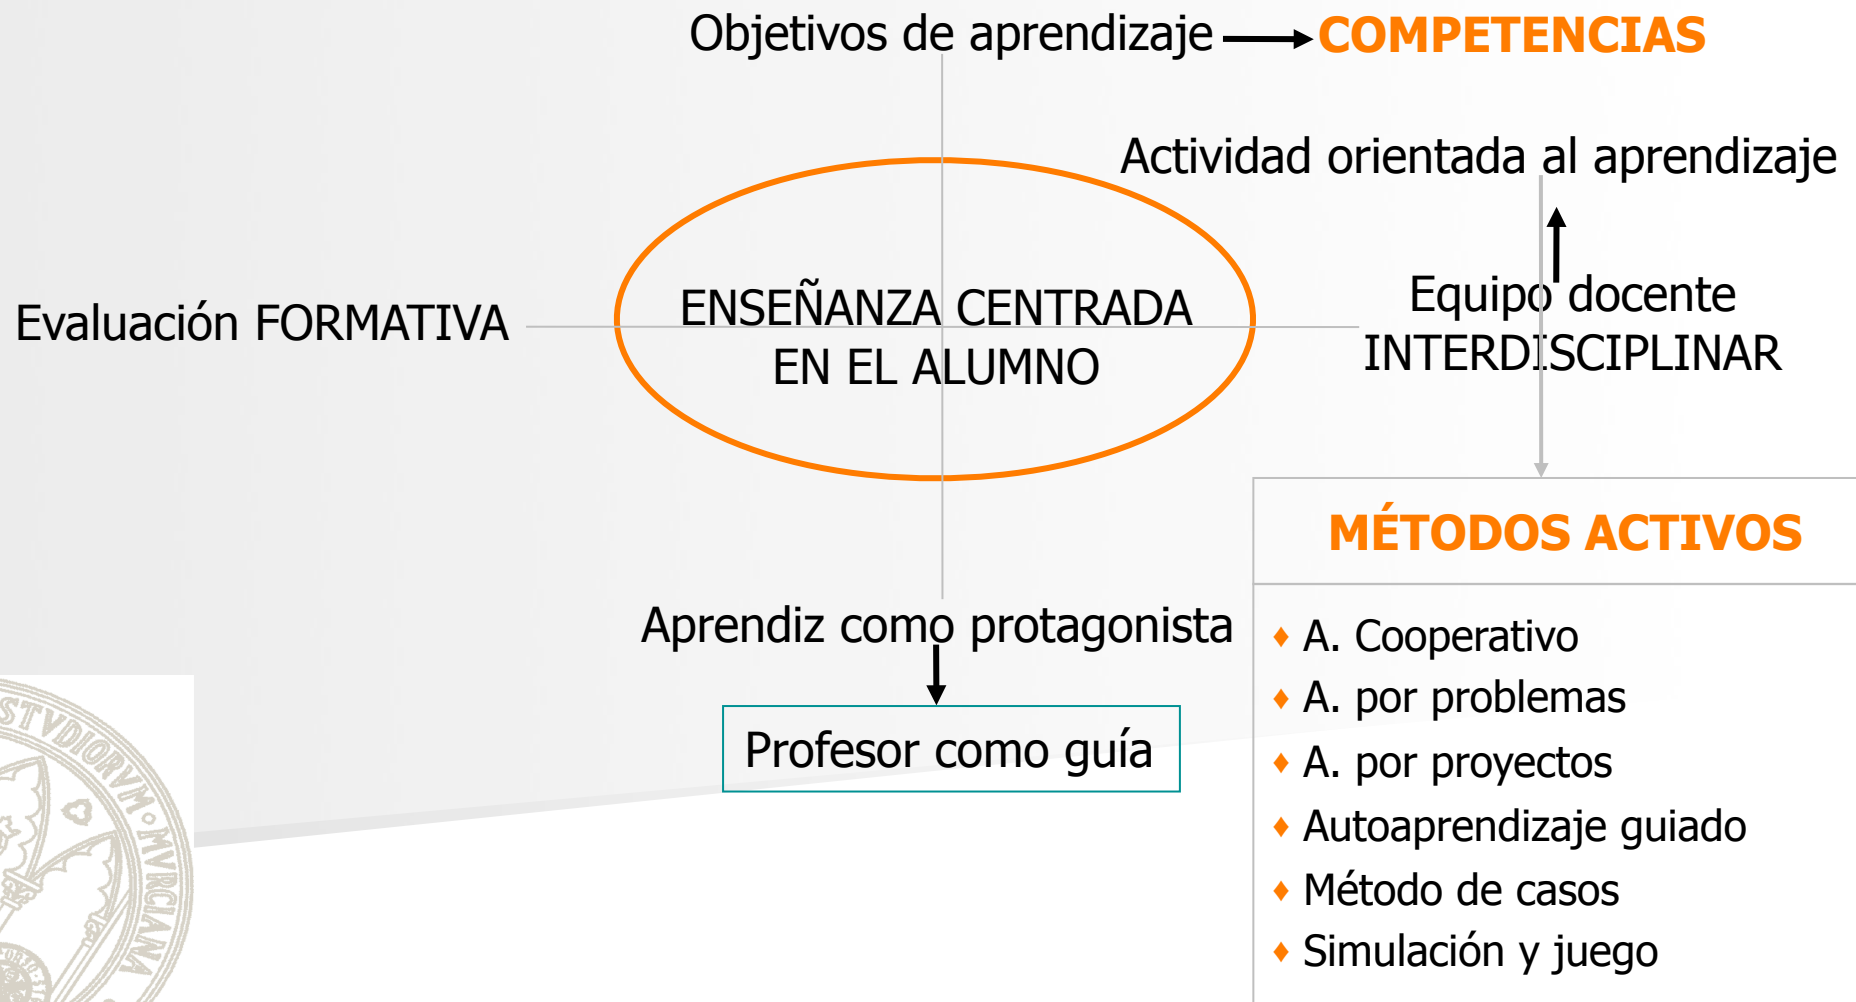 Objetivos de aprendizaje
COMPETENCIAS
Actividad orientada al aprendizaje
Evaluación FORMATIVA
ENSEÑANZA CENTRADA
EN EL ALUMNO
Equipo docente
INTERDISCIPLINAR
MÉTODOS ACTIVOS
Aprendiz como protagonista
Profesor como guía
♦ A. Cooperativo
♦ A. por problemas
♦ A. por proyectos
♦ Autoaprendizaje guiado
♦ Método de casos
♦ Simulación y juego
STVDIORVM·MVRCIANA